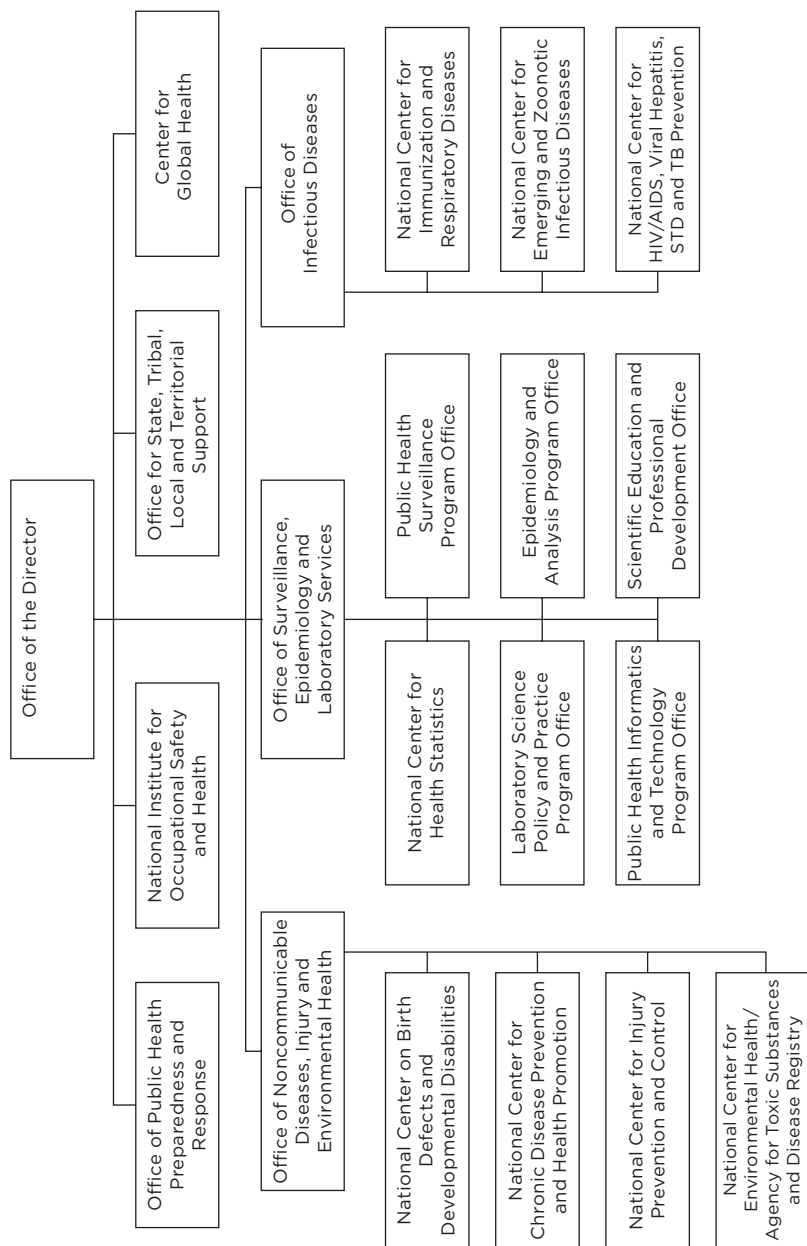 Office of the Director
Office of Public Health
Preparedness and
Response
National Institute for
Occupational Safety
and Health
Office for State, Tribal,
Local and Territorial
Support
Center for
Global Health
Office of Noncommunicable
Diseases, Injury and
Environmental Health
Office of Surveillance,
Epidemiology and
Laboratory Services
Office of
Infectious Diseases
National Center on Birth
Defects and
Developmental Disabilities
National Center for
Chronic Disease Prevention
and Health Promotion
National Center for Injury
Prevention and Control
National Center for
Environmental Health/
Agency for Toxic Substances
and Disease Registry
National Center for
Health Statistics
Public Health
Surveillance
Program Office
Laboratory Science
Policy and Practice
Program Office
Epidemiology and
Analysis Program Office
Public Health Informatics
and Technology
Program Office
Scientific Education and
Professional
Development Office
National Center for
Immunization and
Respiratory Diseases
National Center for
Emerging and Zoonotic
Infectious Diseases
National Center for
HIV/AIDS, Viral Hepatitis,
STD and TB Prevention